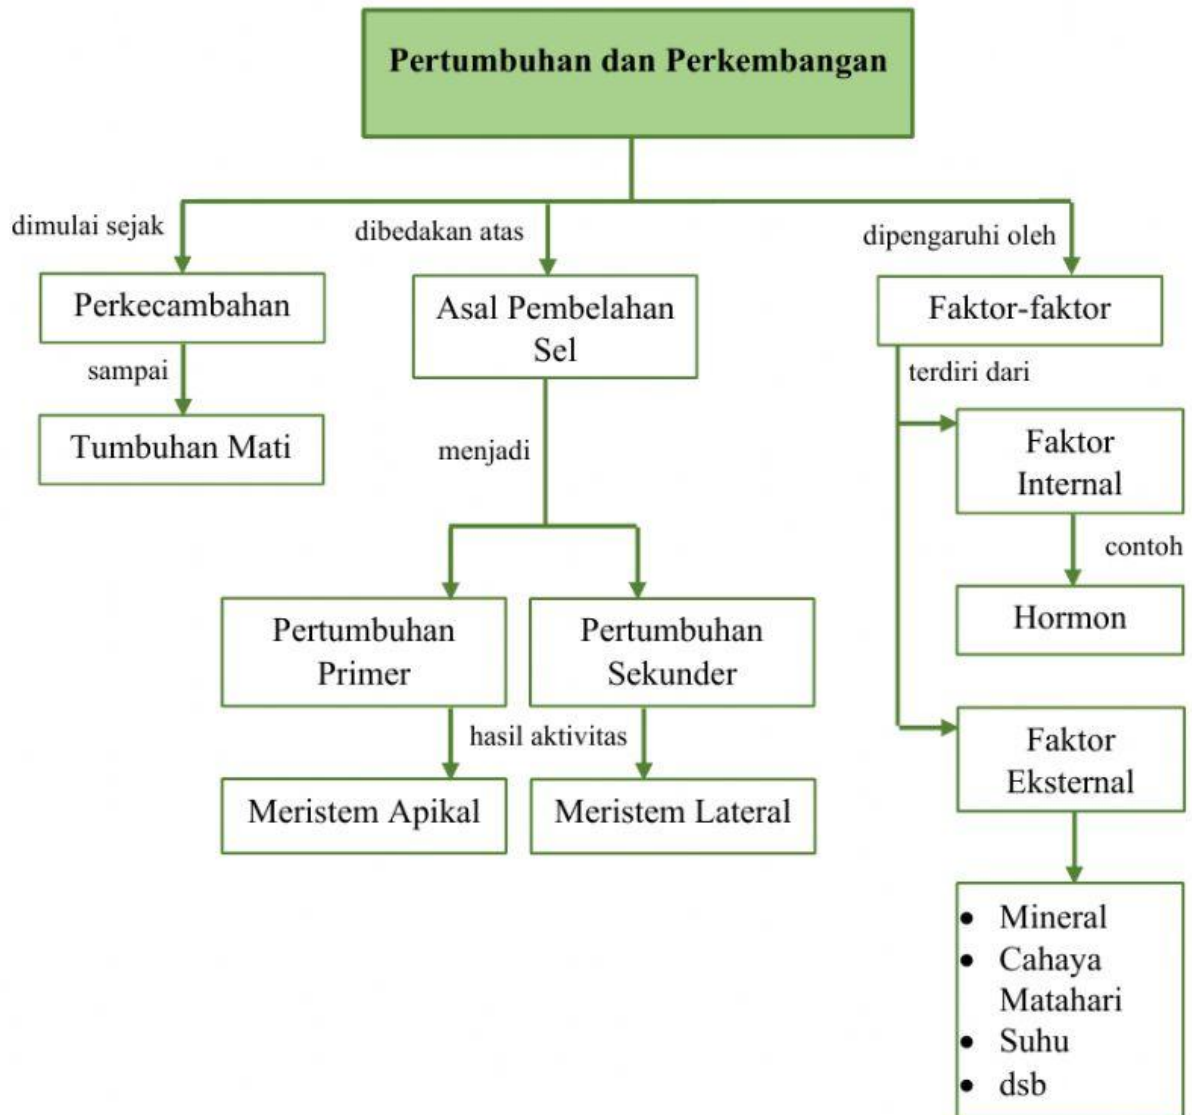 Pertumbuhan dan Perkembangan
dimulai sejak
dibedakan atas
dipengaruhi oleh
Perkecambahan
Asal Pembelahan
Sel
Faktor-faktor
sampai
terdiri dari
Tumbuhan Mati
menjadi
Faktor
Internal
contoh
Hormon
Pertumbuhan
Primer
Pertumbuhan
Sekunder
hasil aktivitas
Meristem Apikal
Meristem Lateral
Faktor
Eksternal
• Mineral
• Cahaya
Matahari
• Suhu
• dsb